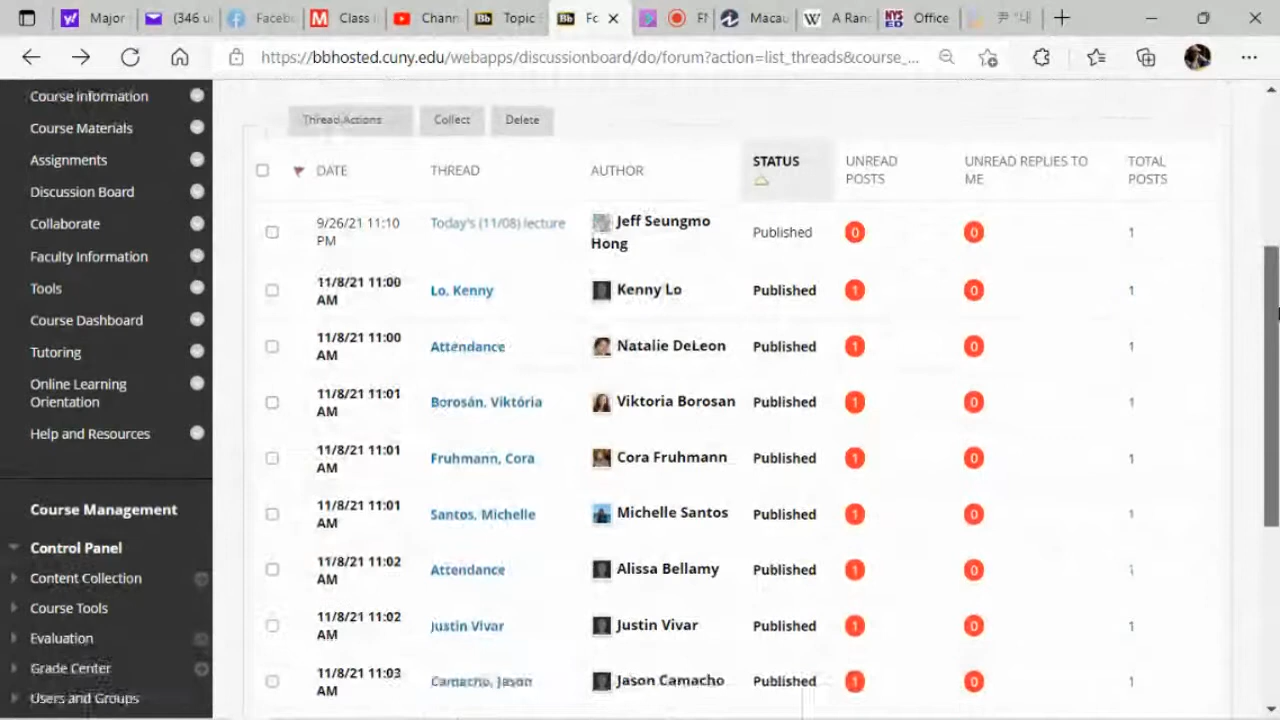 Major
(346 u
Facebo
Class i
Chann
Topic
Fo
Macau
A Ran
Office
https://bbhosted.cuny.edu/webapps/discussionboard/do/forum?action=list_threads&course_...
Course Information
Course Materials
Assignments
Discussion Board
Collaborate
Faculty Information
Tools
Course Dashboard
Tutoring
Online Learning
Orientation
Help and Resources
Course Management
Control Panel
Content Collection
Course Tools
Evaluation
Grade Center
Users and Groups
Thread Actions Collect Delete
DATE THREAD AUTHOR STATUS UNREAD POSTS UNREAD REPLIES TO ME TOTAL POSTS
9/26/21 11:10 PM Today's (11/08) lecture Jeff Seungmo Hong Published 0 0 1
11/8/21 11:00 AM Lo, Kenny Kenny Lo Published 1 0 1
11/8/21 11:00 AM Attendance Natalie DeLeon Published 1 0 1
11/8/21 11:01 AM Borosán, Viktória Viktoria Borosan Published 1 0 1
11/8/21 11:01 AM Fruhmann, Cora Cora Fruhmann Published 1 0 1
11/8/21 11:01 AM Santos, Michelle Michelle Santos Published 1 0 1
11/8/21 11:02 AM Attendance Alissa Bellamy Published 1 0 1
11/8/21 11:02 AM Justin Vivar Justin Vivar Published 1 0 1
11/8/21 11:03 AM Camacho, Jason Jason Camacho Published 1 0 1